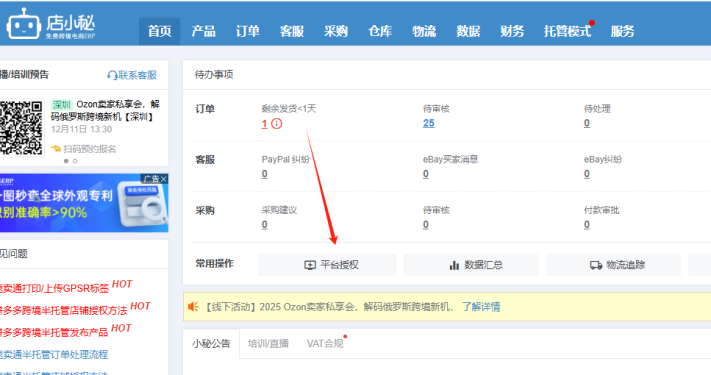 店小秘
免费跨境电商ERP
首页 产品 订单 客服 采购 仓库 物流 数据 财务 托管模式 服务
播/培训预告 联系客服
深圳 Ozon卖家私享会，解
码俄罗斯跨境新机【深圳】
12月11日 13:30
扫码预约报名
广告
ERP
一图秒查全球外观专利
识别准确率>90%
见问题
卖通打印/上传GPSR标签 HOT
拼多多跨境半托管店铺授权方法 HOT
拼多多跨境半托管发布产品 HOT
卖通半托管订单处理流程
待办事项
订单 剩余发货<1天 待审核 待处理
1 25 0
客服 PayPal 纠纷 eBay买家消息 eBay纠纷
0 0 0
采购 采购建议 待审核 付款审批
0 0 0
常用操作 平台授权 数据汇总 物流追踪
【线下活动】2025 Ozon卖家私享会，解码俄罗斯跨境新机， 了解详情
小秘公告 培训/直播 VAT合规